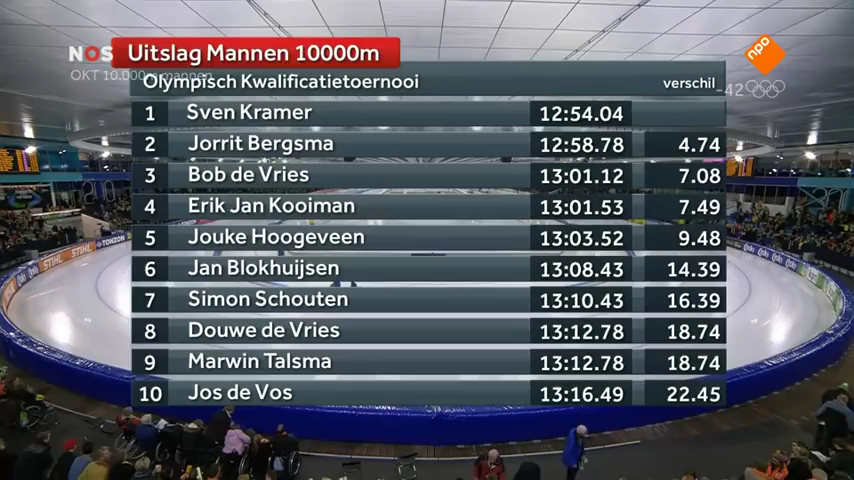 NOS
Uitslag Mannen 10000m
npo
OKT 10.000m mannen
Olympisch Kwalificatietoernooi verschil
-42
1 Sven Kramer 12:54.04
2 Jorrit Bergsma 12:58.78 4.74
3 Bob de Vries 13:01.12 7.08
4 Erik Jan Kooiman 13:01.53 7.49
5 Jouke Hoogeveen 13:03.52 9.48
6 Jan Blokhuijsen 13:08.43 14.39
7 Simon Schouten 13:10.43 16.39
8 Douwe de Vries 13:12.78 18.74
9 Marwin Talsma 13:12.78 18.74
10 Jos de Vos 13:16.49 22.45
STIHL
STIHL
TONZON